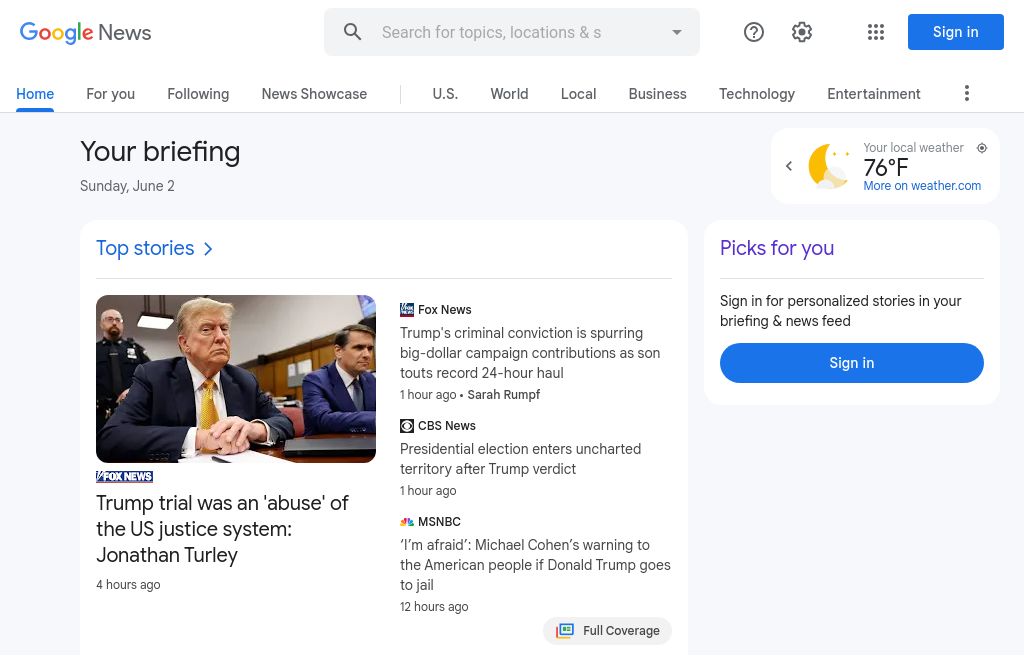 Google News
Search for topics, locations & s
Sign in
Home
For you
Following
News Showcase
U.S.
World
Local
Business
Technology
Entertainment
Your briefing
Sunday, June 2
Your local weather
76°F
More on weather.com
Top stories
FOX NEWS
Trump trial was an 'abuse' of
the US justice system:
Jonathan Turley
4 hours ago
Fox News
Trump's criminal conviction is spurring
big-dollar campaign contributions as son
touts record 24-hour haul
1 hour ago • Sarah Rumpf
CBS News
Presidential election enters uncharted
territory after Trump verdict
1 hour ago
MSNBC
‘I’m afraid’: Michael Cohen’s warning to
the American people if Donald Trump goes
to jail
12 hours ago
Full Coverage
Picks for you
Sign in for personalized stories in your
briefing & news feed
Sign in